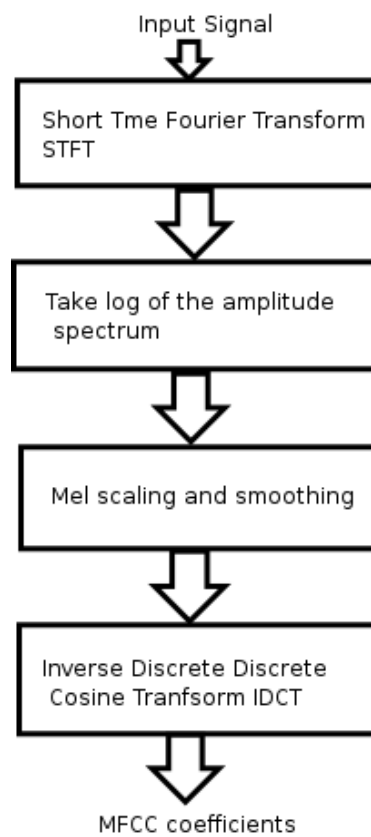 Input Signal
Short Tme Fourier Transform
STFT
Take log of the amplitude
spectrum
Mel scaling and smoothing
Inverse Discrete Discrete
Cosine Tranfsorm IDCT
MFCC coefficients